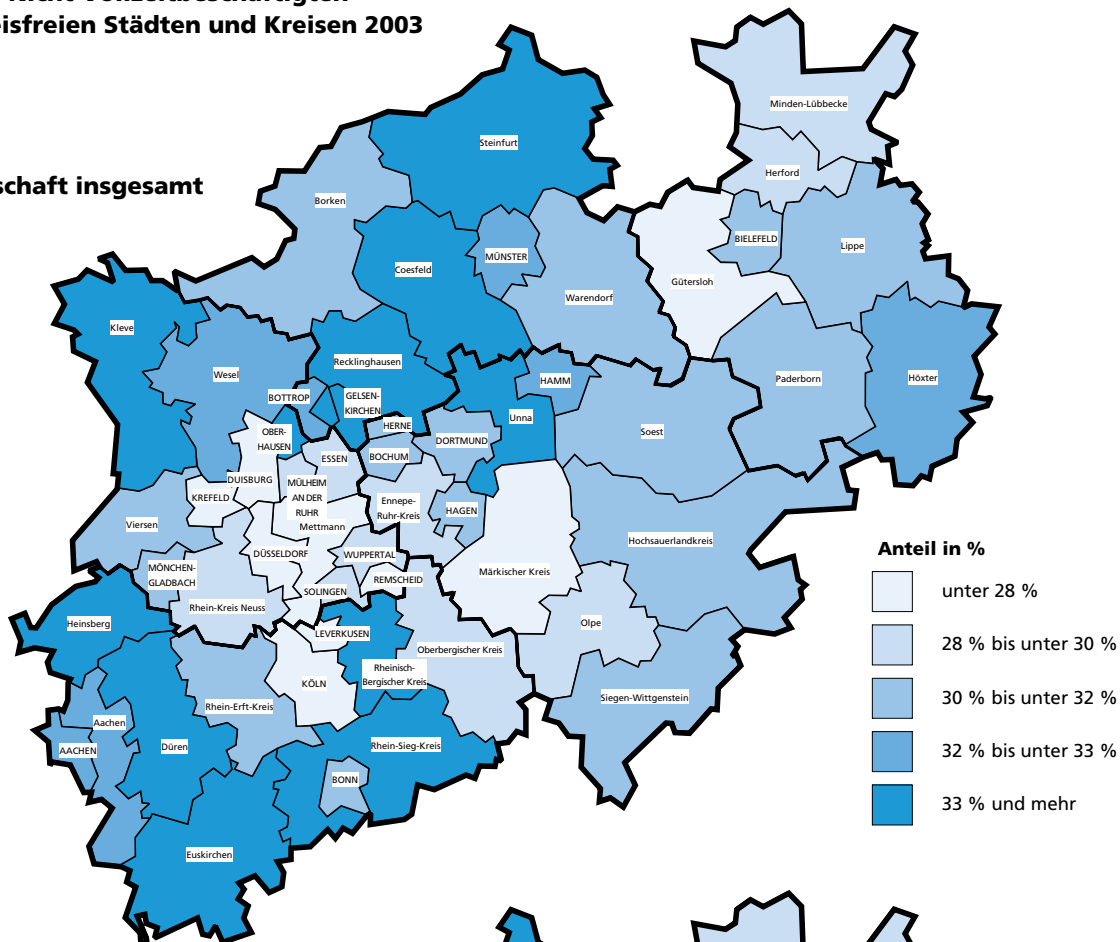 Nicht-Vollzeitbeschäftigten
eisfreien Städten und Kreisen 2003
schaft insgesamt
Minden-Lübbecke
Steinfurt
Herford
Borken
BIELEFELD
Lippe
MÜNSTER
Coesfeld
Gütersloh
Warendorf
Kleve
Recklinghausen
Wesel
HAMM
Paderborn
Höxter
BOTTROP
GELSEN-
KIRCHEN
Unna
HERNE
Soest
OBER-
HAUSEN
DORTMUND
ESSEN
BOCHUM
DUISBURG
MÜLHEIM
AN DER
RUHR
KREFELD
Ennepe-
Ruhr-Kreis
HAGEN
Viersen
Mettmann
Hochsauerlandkreis
DÜSSELDORF
WUPPERTAL
MÖNCHEN-
GLADBACH
Märkischer Kreis
REMSCHEID
SOLINGEN
Rhein-Kreis Neuss
Heinsberg
LEVERKUSEN
Olpe
Oberbergischer Kreis
Rheinisch-
Bergischer Kreis
KÖLN
Siegen-Wittgenstein
Rhein-Erft-Kreis
Aachen
AACHEN
Düren
Rhein-Sieg-Kreis
BONN
Euskirchen
Anteil in %
unter 28 %
28 % bis unter 30 %
30 % bis unter 32 %
32 % bis unter 33 %
33 % und mehr